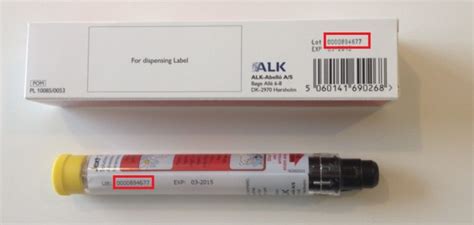 Lot 0000894677
EXP
For dispensing Label
ALK
ALK-Abelló A/S
Bøge Allé 6-8
DK-2970 Hørsholm
POM
PL 10085/0053
5 060141 690268
Lot: 0000894677 EXP: 03-2015